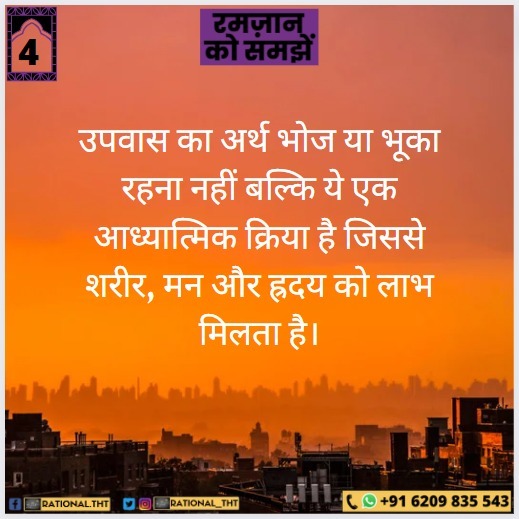 4
रमज़ान
को समझें
उपवास का अर्थ भोज या भूका
रहना नहीं बल्कि ये एक
आध्यात्मिक क्रिया है जिससे
शरीर, मन और ह्रदय को लाभ
मिलता है।
RATIONAL.THT
RATIONAL_THT
+91 6209 835 543